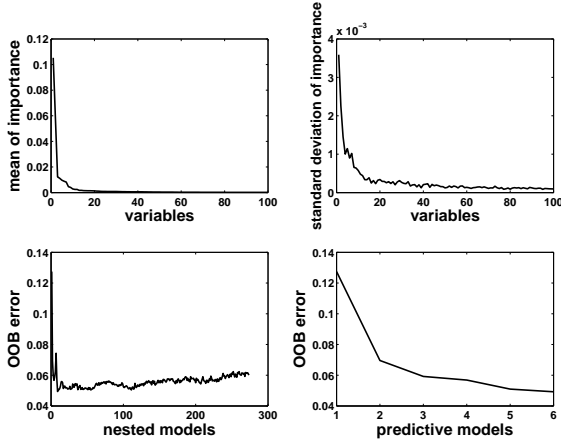 0.12
0.1
0.08
0.06
0.04
0.02
0
0 20 40 60 80 100
mean of importance
variables
x 10^-3
4
3
2
1
0
0 20 40 60 80 100
standard deviation of importance
variables
0.14
0.12
0.1
0.08
0.06
0.04
0 100 200 300
OOB error
nested models
0.14
0.12
0.1
0.08
0.06
0.04
1 2 3 4 5 6
OOB error
predictive models